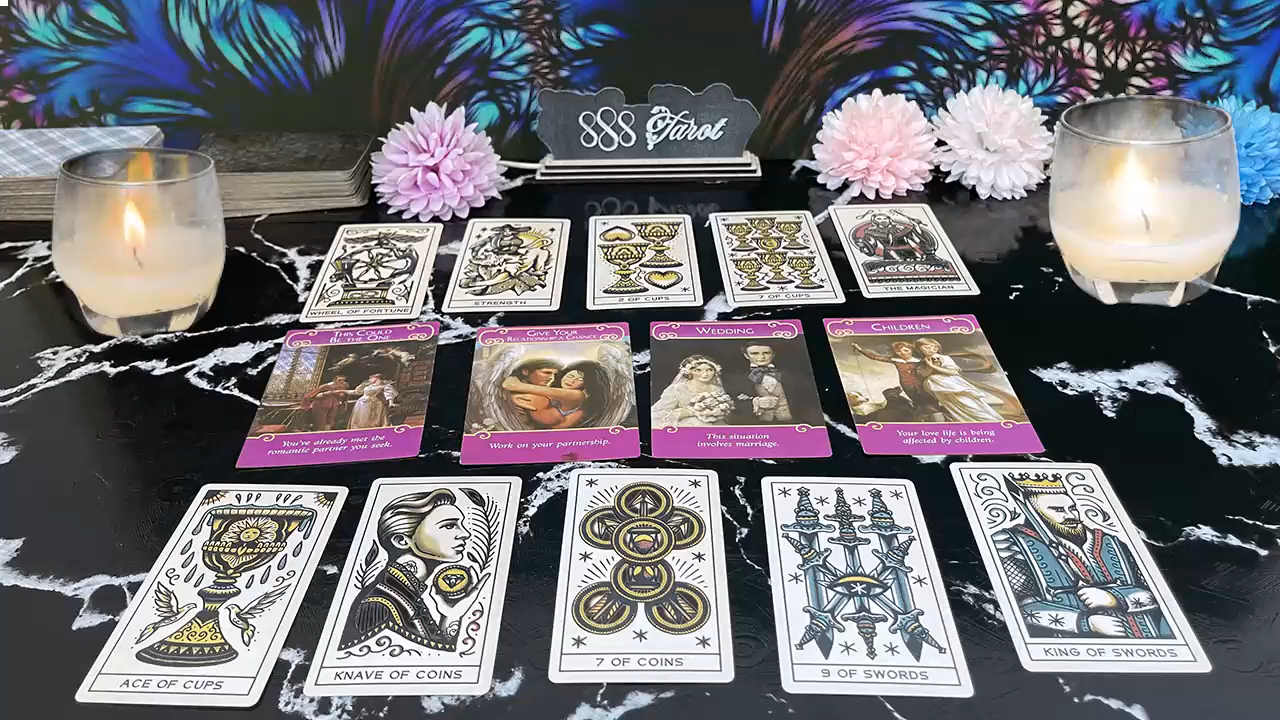 888 Tarot
WHEEL OF FORTUNE
STRENGTH
2 OF CUPS
7 OF CUPS
THE MAGICIAN
THIS COULD
BE THE ONE
You've already met the
romantic partner you seek.
GIVE YOUR
RELATIONSHIP A CHANCE
Work on your partnership.
WEDDING
This situation
involves marriage.
CHILDREN
Your love life is being
affected by children.
ACE OF CUPS
KNAVE OF COINS
7 OF COINS
9 OF SWORDS
KING OF SWORDS